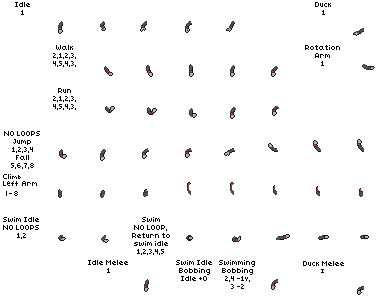 Idle
1
Duck
1
Walk
2,1,2,3,
4,5,4,3,
Rotation
Arm
1
Run
2,1,2,3,
4,5,4,3,
NO LOOPS
Jump
1,2,3,4
Fall
5,6,7,8
Climb
Left Arm
1-8
Swim Idle
NO LOOPS
1,2
Swim
NO LOOP,
Return to
swim idle
1,2,3,4,5
Idle Melee
1
Swim Idle
Bobbing
Idle +0
Swimming
Bobbing
2,4 -1v,
3 -2
Duck Melee
1